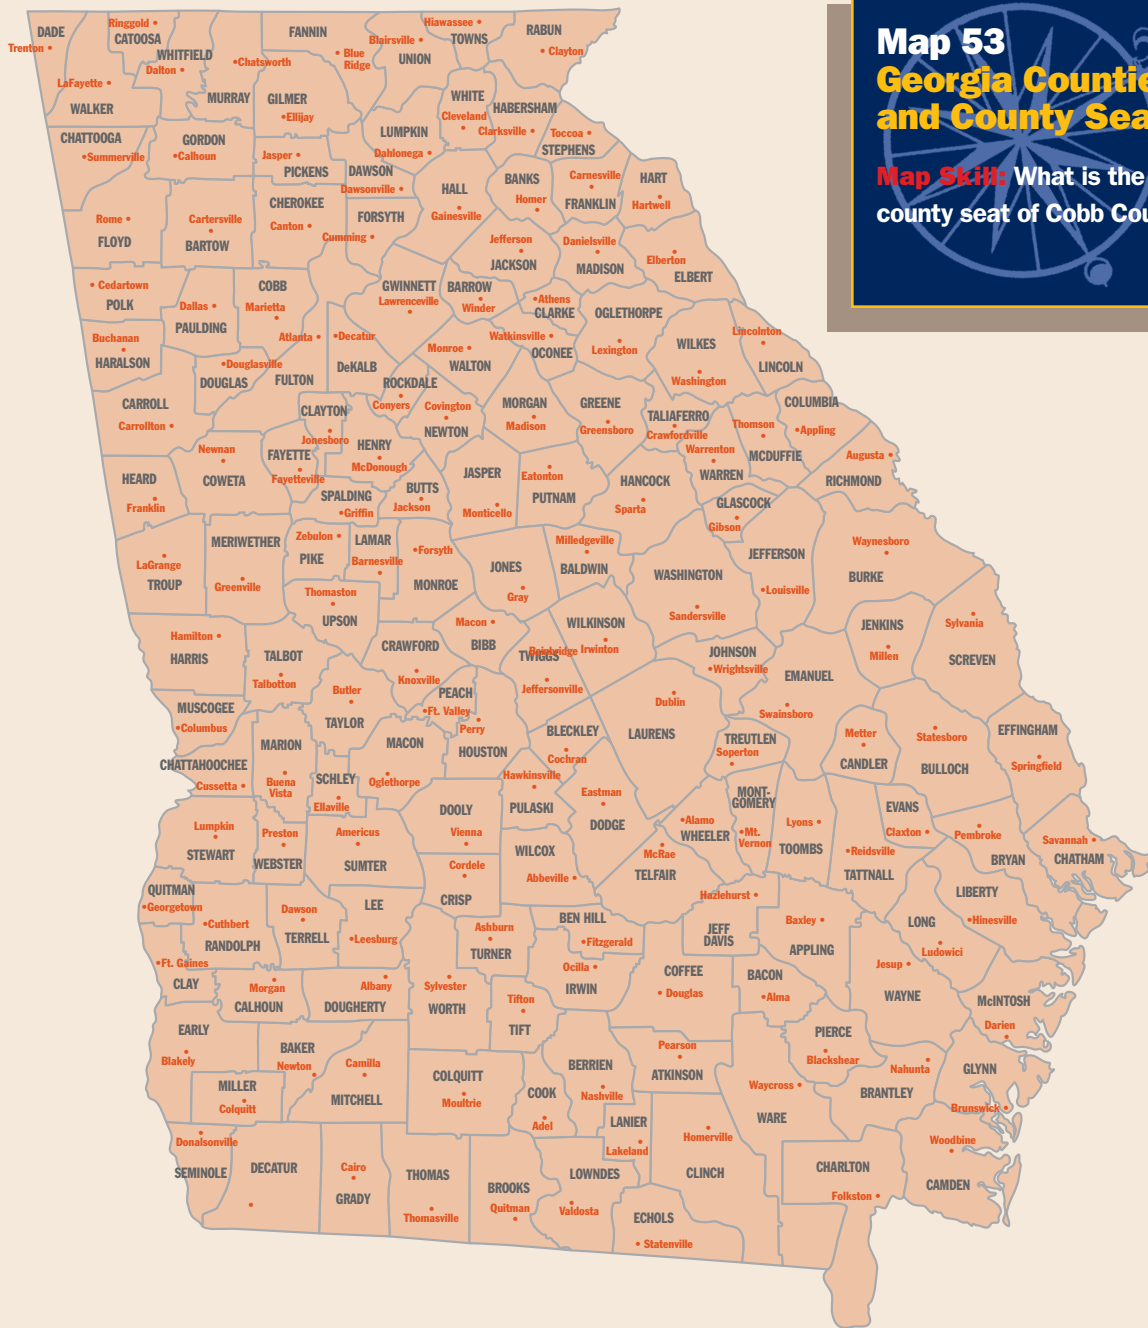 Map 53
Georgia Countie
and County Sea
Map Skill: What is the
county seat of Cobb Cou
DADE
Trenton
Ringgold
CATOOSA
WHITFIELD
Dalton
LaFayette
WALKER
Chatsworth
MURRAY
FANNIN
Blue
Ridge
GILMER
Ellijay
Blairsville
UNION
Hiawassee
TOWNS
RABUN
Clayton
WHITE
Cleveland
HABERSHAM
Clarksville
Toccoa
STEPHENS
LUMPKIN
Dahlonega
CHATTOOGA
Summerville
GORDON
Calhoun
Jasper
PICKENS
DAWSON
Dawsonville
HALL
Gainesville
BANKS
Homer
Carnesville
FRANKLIN
HART
Hartwell
Rome
FLOYD
Cartersville
BARTOW
CHEROKEE
Canton
FORSYTH
Cumming
Jefferson
JACKSON
Danielsville
MADISON
Elberton
ELBERT
Cedartown
POLK
Dallas
PAULDING
COBB
Marietta
Atlanta
FULTON
Decatur
DeKALB
GWINNETT
Lawrenceville
BARROW
Winder
Athens
CLARKE
OGLETHORPE
Lexington
Watkinsville
OCONEE
Monroe
WALTON
WILKES
Washington
Lincolnton
LINCOLN
Buchanan
HARALSON
Douglasville
DOUGLAS
ROCKDALE
Conyers
CARROLL
Carrollton
CLAYTON
Jonesboro
HENRY
McDonough
Covington
NEWTON
MORGAN
Madison
GREENE
Greensboro
TALIAFERRO
Crawfordville
COLUMBIA
Appling
Thomson
MCDUFFIE
Warrenton
WARREN
Augusta
RICHMOND
HEARD
Franklin
Newnan
COWETA
FAYETTE
Fayetteville
SPALDING
Griffin
BUTTS
Jackson
JASPER
Monticello
Eatonton
PUTNAM
HANCOCK
Sparta
GLASCOCK
Gibson
LaGrange
TROUP
MERIWETHER
Greenville
Zebulon
PIKE
LAMAR
Barnesville
Forsyth
MONROE
JONES
Gray
Milledgeville
BALDWIN
WASHINGTON
Sandersville
JEFFERSON
Louisville
Waynesboro
BURKE
Thomaston
UPSON
Hamilton
HARRIS
TALBOT
Talbotton
CRAWFORD
Knoxville
Macon
BIBB
TWIGGS
Bainbridge
Jeffersonville
WILKINSON
Irwinton
JOHNSON
Wrightsville
EMANUEL
Swainsboro
JENKINS
Millen
Sylvania
SCREVEN
MUSCOGEE
Columbus
Butler
TAYLOR
PEACH
Ft. Valley
Perry
HOUSTON
BLECKLEY
Cochran
Dublin
LAURENS
TREUTLEN
Soperton
Metter
CANDLER
Statesboro
BULLOCH
EFFINGHAM
Springfield
CHATTAHOOCHEE
Cussetta
MARION
Buena
Vista
SCHLEY
Ellaville
MACON
Oglethorpe
DOOLY
Vienna
Hawkinsville
PULASKI
Eastman
DODGE
MONT-
GOMERY
Mt.
Vernon
Alamo
WHEELER
Lyons
TOOMBS
Reidsville
TATTNALL
EVANS
Claxton
Pembroke
BRYAN
Savannah
CHATHAM
Lumpkin
STEWART
Preston
WEBSTER
Americus
SUMTER
Cordele
CRISP
WILCOX
Abbeville
McRae
TELFAIR
QUITMAN
Georgetown
Cuthbert
RANDOLPH
Dawson
TERRELL
LEE
Leesburg
Ashburn
TURNER
BEN HILL
Fitzgerald
Hazlehurst
JEFF
DAVIS
Baxley
APPLING
LIBERTY
Hinesville
LONG
Ludowici
Ft. Gaines
CLAY
Morgan
CALHOUN
Albany
DOUGHERTY
Sylvester
WORTH
Tifton
TIFT
Ocilla
IRWIN
COFFEE
Douglas
BACON
Alma
Jesup
WAYNE
McINTOSH
Darien
EARLY
Blakely
BAKER
Newton
Camilla
MITCHELL
MILLER
Colquitt
COLQUITT
Moultrie
COOK
Adel
BERRIEN
Nashville
Pearson
ATKINSON
PIERCE
Blackshear
Waycross
WARE
Nahunta
BRANTLEY
GLYNN
Brunswick
LANIER
Lakeland
Homerville
CLINCH
Donalsonville
SEMINOLE
DECATUR
Cairo
GRADY
THOMAS
Thomasville
BROOKS
Quitman
LOWNDES
Valdosta
ECHOLS
Statenville
CHARLTON
Folkston
Woodbine
CAMDEN